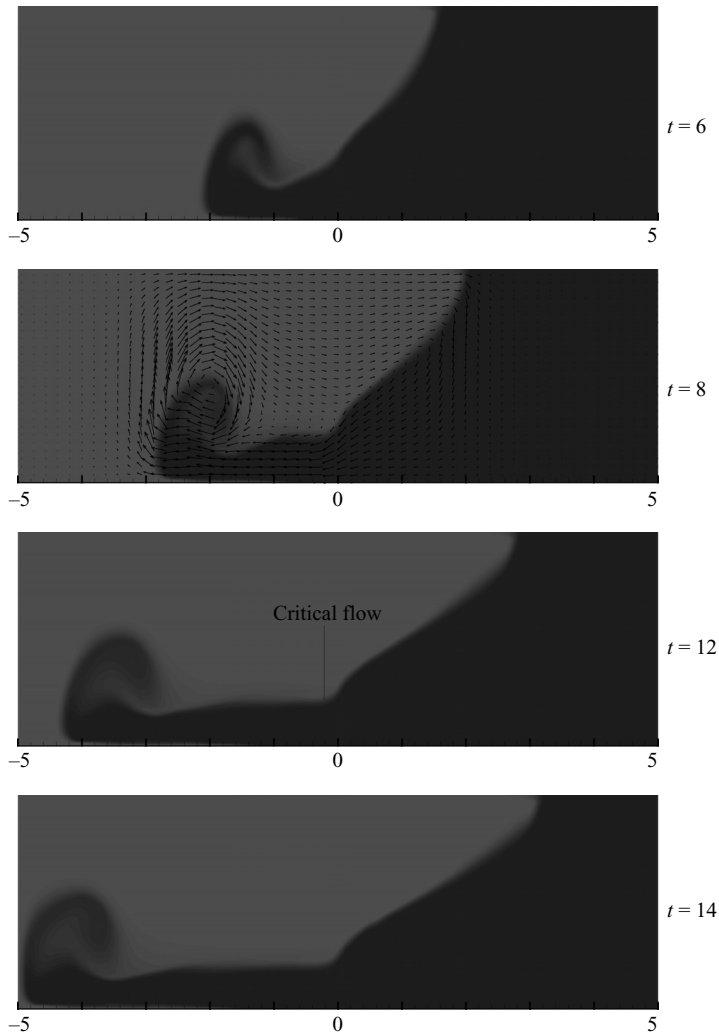 t = 6
–5 0 5
t = 8
–5 0 5
Critical flow
t = 12
–5 0 5
t = 14
–5 0 5